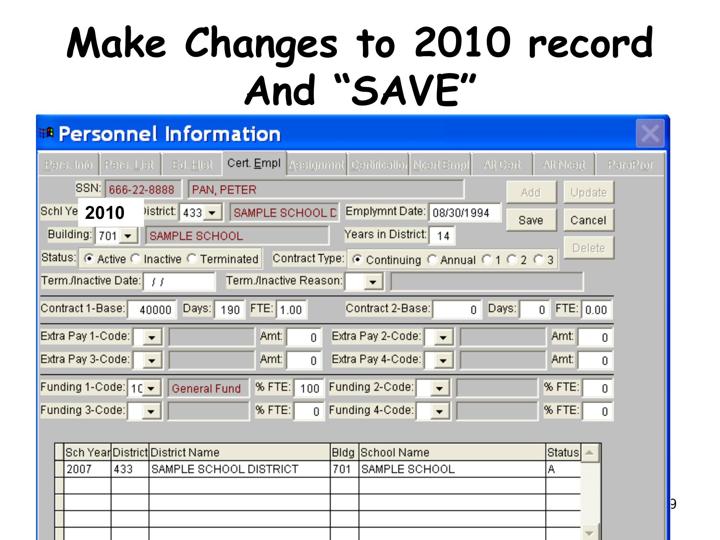 Make Changes to 2010 record
And “SAVE”
Personnel Information
Pers. Info Pers. List Ed. Hist Cert. Empl Assignmnt Certification Ncert Empl Alt Cert Alt Ncert ParaPror
SSN: 666-22-8888 PAN, PETER Add Update
Schl Ye 2010 District: 433 SAMPLE SCHOOL D Emplymnt Date: 08/30/1994 Save Cancel
Building: 701 SAMPLE SCHOOL Years in District: 14 Delete
Status: Active Inactive Terminated Contract Type: Continuing Annual 1 2 3
Term./Inactive Date: / / Term./Inactive Reason:
Contract 1-Base: 40000 Days: 190 FTE: 1.00 Contract 2-Base: 0 Days: 0 FTE: 0.00
Extra Pay 1-Code: Amt: 0 Extra Pay 2-Code: Amt: 0
Extra Pay 3-Code: Amt: 0 Extra Pay 4-Code: Amt: 0
Funding 1-Code: 10 General Fund % FTE: 100 Funding 2-Code: % FTE: 0
Funding 3-Code: % FTE: 0 Funding 4-Code: % FTE: 0
Sch Year District District Name Bldg School Name Status
2007 433 SAMPLE SCHOOL DISTRICT 701 SAMPLE SCHOOL A
9